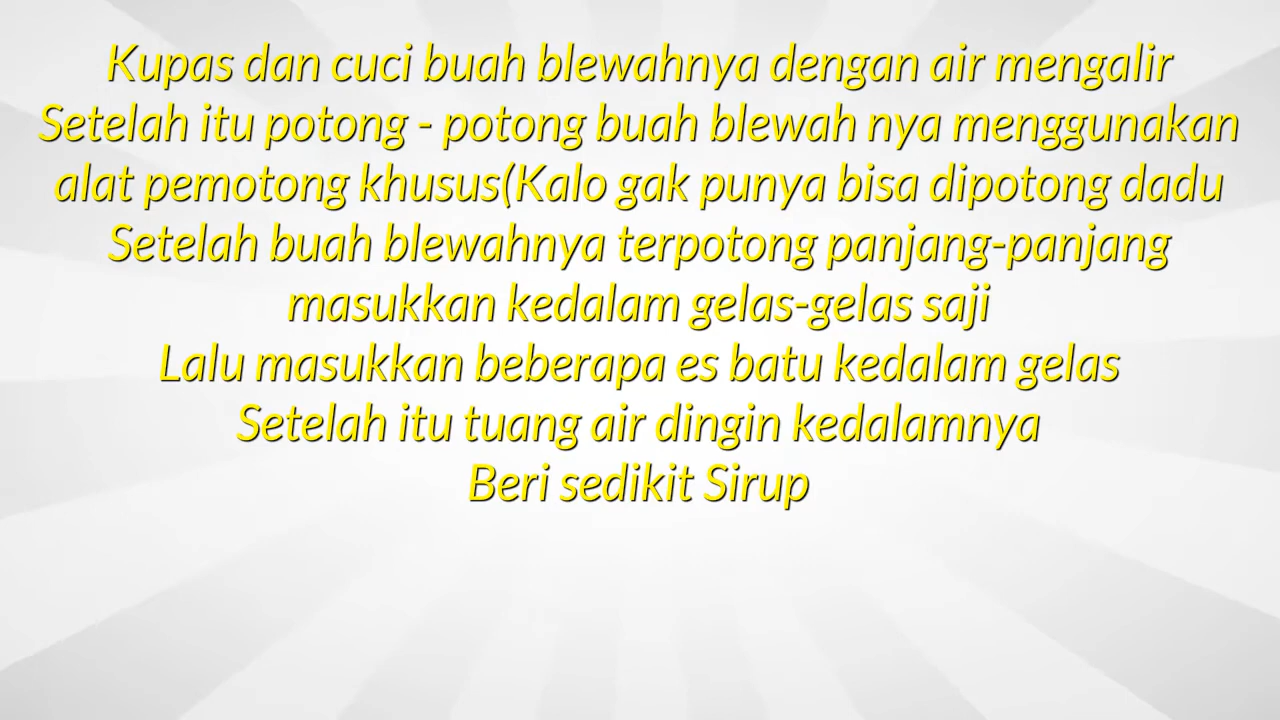 Kupas dan cuci buah blewahnya dengan air mengalir
Setelah itu potong - potong buah blewah nya menggunakan
alat pemotong khusus(Kalo gak punya bisa dipotong dadu
Setelah buah blewahnya terpotong panjang-panjang
masukkan kedalam gelas-gelas saji
Lalu masukkan beberapa es batu kedalam gelas
Setelah itu tuang air dingin kedalamnya
Beri sedikit Sirup